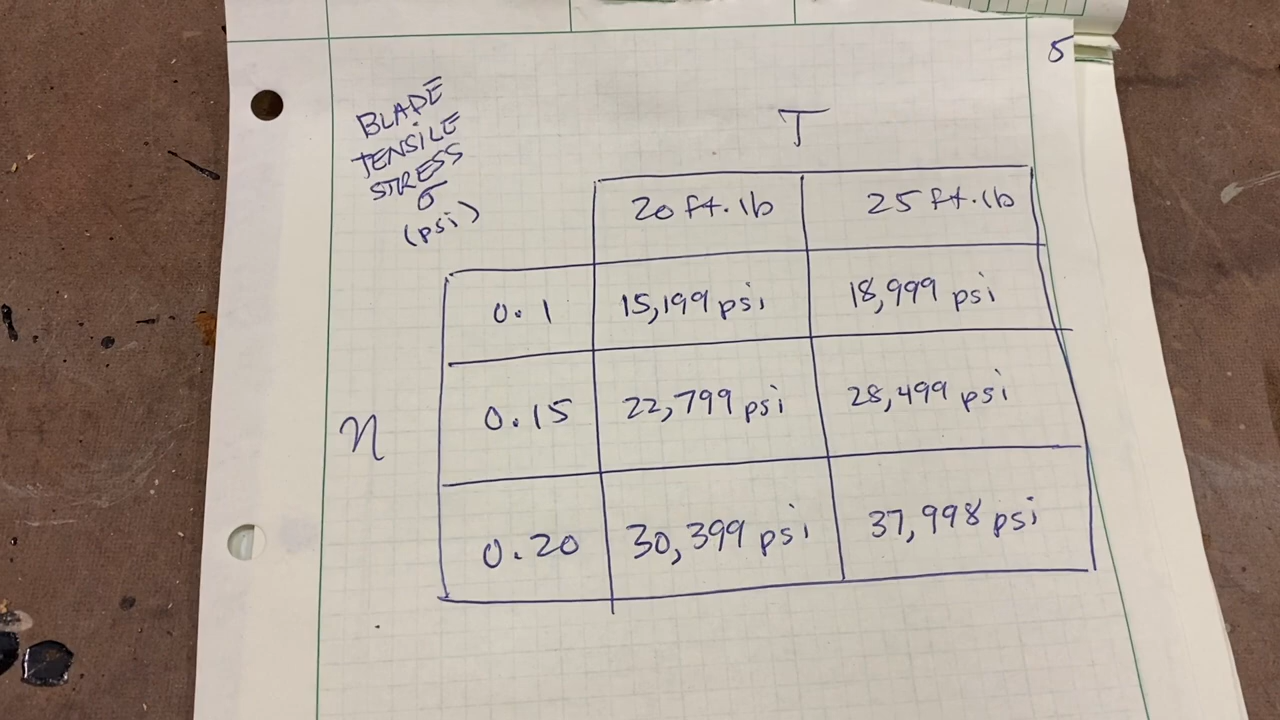 5
BLADE
TENSILE
STRESS
σ
(psi)
T
20 ft.lb 25 ft.lb
0.1 15,199 psi 18,999 psi
η 0.15 22,799 psi 28,499 psi
0.20 30,399 psi 37,998 psi